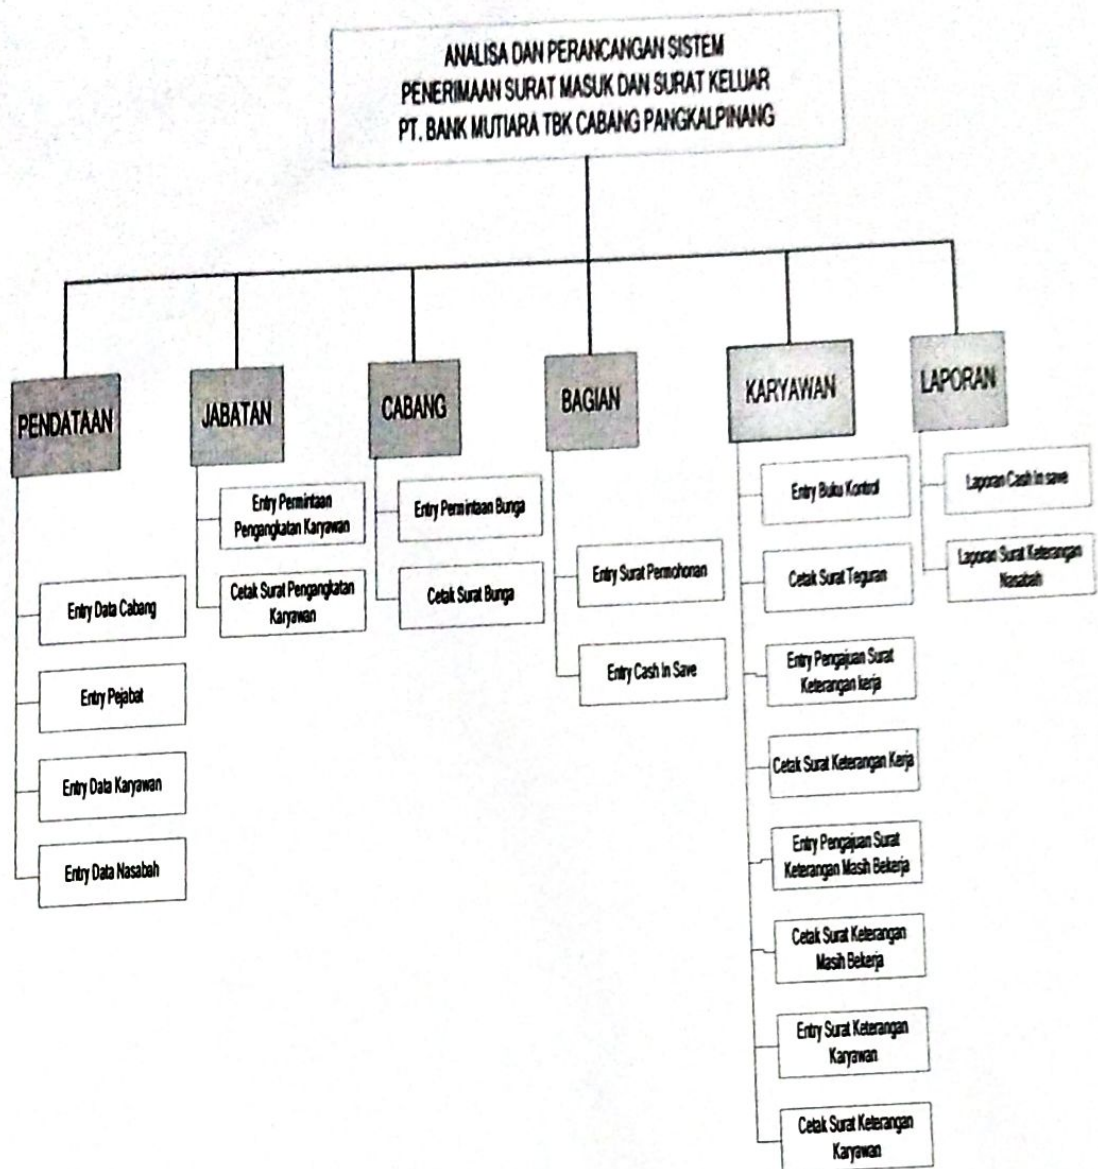 ANALISA DAN PERANCANGAN SISTEM
PENERIMAAN SURAT MASUK DAN SURAT KELUAR
PT. BANK MUTIARA TBK CABANG PANGKALPINANG
PENDATAAN
Entry Data Cabang
Entry Pejabat
Entry Data Karyawan
Entry Data Nasabah
JABATAN
Entry Permintaan
Pengangkatan Karyawan
Cetak Surat Pengangkatan
Karyawan
CABANG
Entry Permintaan Bunga
Cetak Surat Bunga
BAGIAN
Entry Surat Permohonan
Entry Cash In Save
KARYAWAN
Entry Buku Kontrol
Cetak Surat Teguran
Entry Pengajuan Surat
Keterangan kerja
Cetak Surat Keterangan Kerja
Entry Pengajuan Surat
Keterangan Masih Bekerja
Cetak Surat Keterangan
Masih Bekerja
Entry Surat Keterangan
Karyawan
Cetak Surat Keterangan
Karyawan
LAPORAN
Laporan Cash In save
Laporan Surat Keterangan
Nasabah